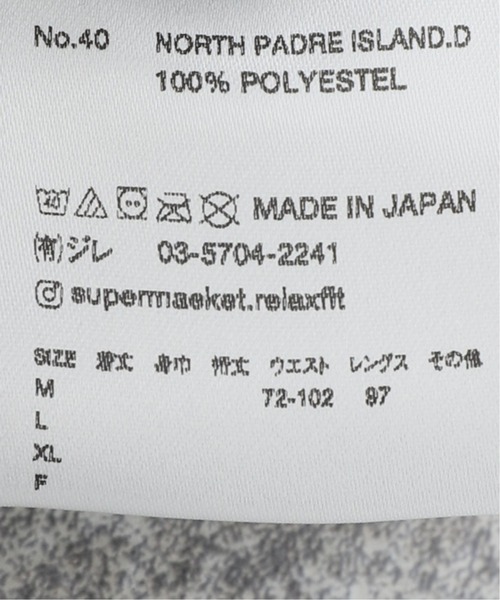 No.40 NORTH PADRE ISLAND.D
100% POLYESTEL
40 MADE IN JAPAN
(有)ジレ 03-5704-2241
supermaeket.relaxfit
SIZE 着丈 身巾 裄丈 ウエスト レングス その他
M 72-102 97
L
XL
F